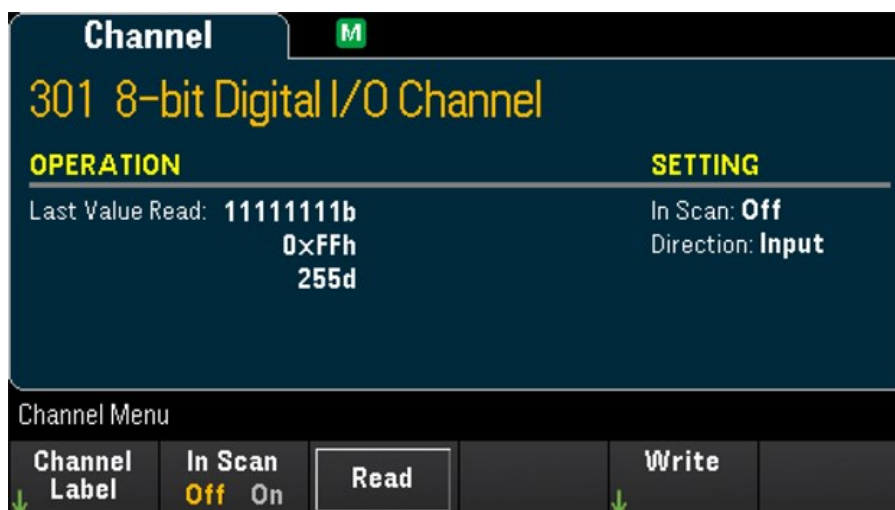 Channel M
301 8-bit Digital I/O Channel
OPERATION SETTING
Last Value Read: 11111111b In Scan: Off
0xFFh Direction: Input
255d
Channel Menu
Channel Label In Scan Off On Read Write